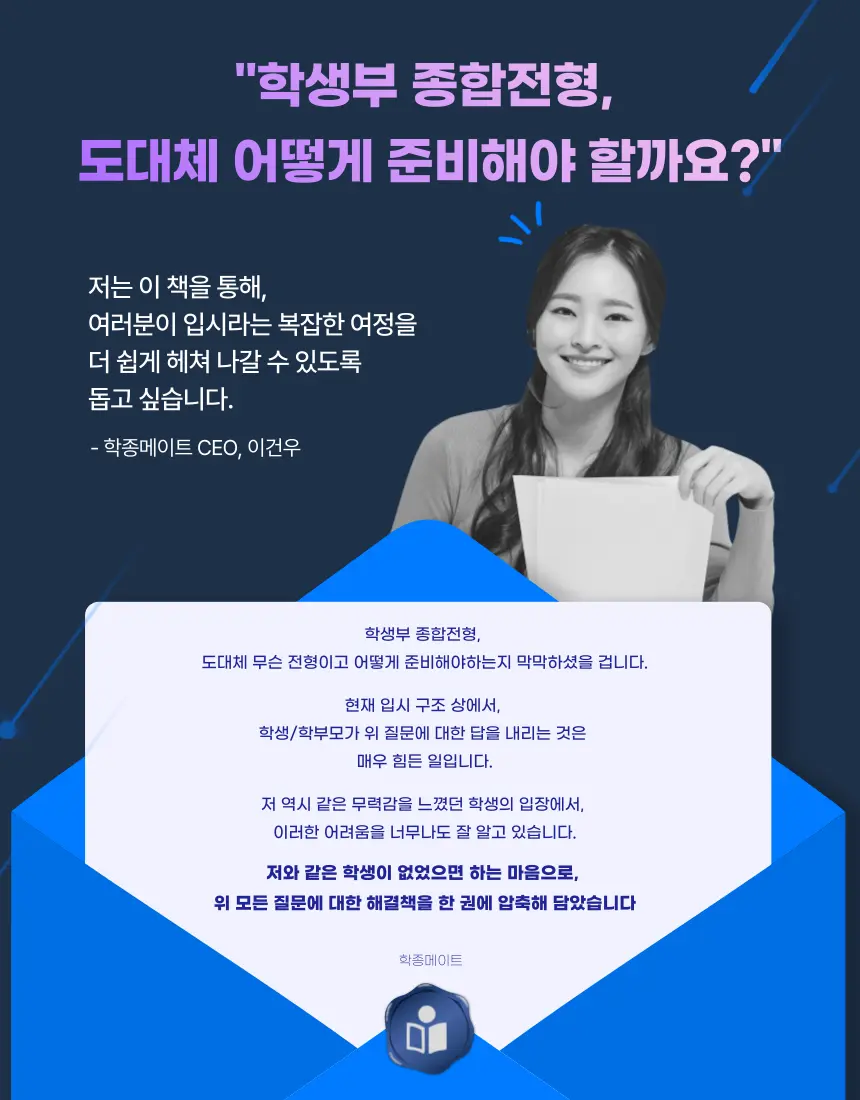 "학생부 종합전형,
도대체 어떻게 준비해야 할까요?"
저는 이 책을 통해,
여러분이 입시라는 복잡한 여정을
더 쉽게 헤쳐 나갈 수 있도록
돕고 싶습니다.
- 학종메이트 CEO, 이건우
학생부 종합전형,
도대체 무슨 전형이고 어떻게 준비해야하는지 막막하셨을 겁니다.
현재 입시 구조 상에서,
학생/학부모가 위 질문에 대한 답을 내리는 것은
매우 힘든 일입니다.
저 역시 같은 무력감을 느꼈던 학생의 입장에서,
이러한 어려움을 너무나도 잘 알고 있습니다.
저와 같은 학생이 없었으면 하는 마음으로,
위 모든 질문에 대한 해결책을 한 권에 압축해 담았습니다
학종메이트